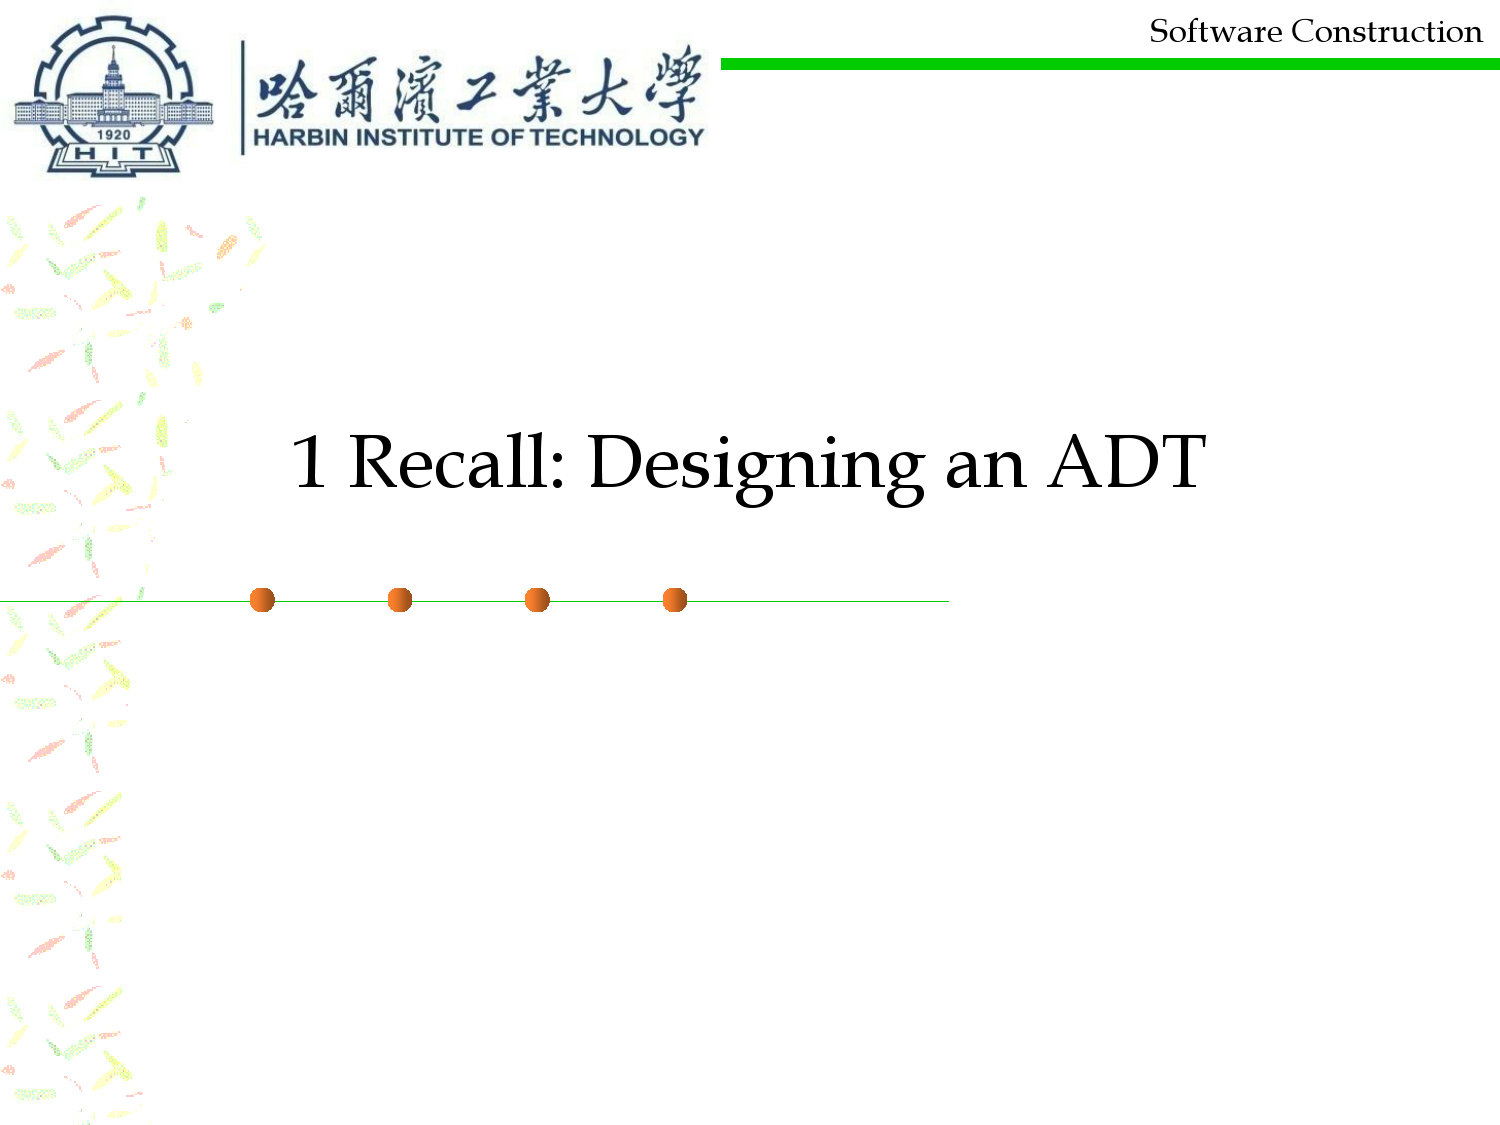 Software Construction
哈爾濱工業大學
HARBIN INSTITUTE OF TECHNOLOGY
1920
HIT
1 Recall: Designing an ADT